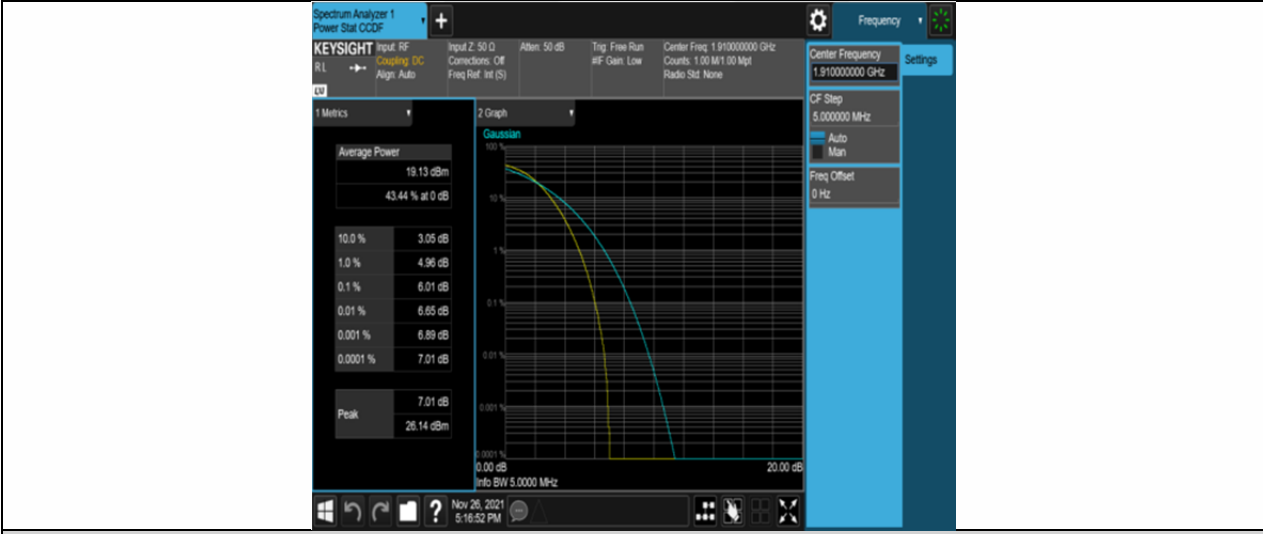 Spectrum Analyzer 1
Power Stat CCDF
+
Frequency
KEYSIGHT
RL
LV
Input: RF
Coupling: DC
Align: Auto
Input Z: 50 Ω
Corrections: Off
Freq Ref: Int (S)
Atten: 50 dB
Trig: Free Run
#IF Gain: Low
Center Freq: 1.910000000 GHz
Counts: 1.00 M/1.00 Mpt
Radio Std: None
Center Frequency
1.910000000 GHz
Settings
CF Step
5.000000 MHz
Auto
Man
Freq Offset
0 Hz
1 Metrics
Average Power
19.13 dBm
43.44 % at 0 dB
10.0 % 3.05 dB
1.0 % 4.96 dB
0.1 % 6.01 dB
0.01 % 6.65 dB
0.001 % 6.89 dB
0.0001 % 7.01 dB
Peak 7.01 dB
26.14 dBm
2 Graph
Gaussian
100 %
10 %
1 %
0.1 %
0.01 %
0.001 %
0.0001 %
0.00 dB 20.00 dB
Info BW 5.0000 MHz
?
Nov 26, 2021
5:16:52 PM